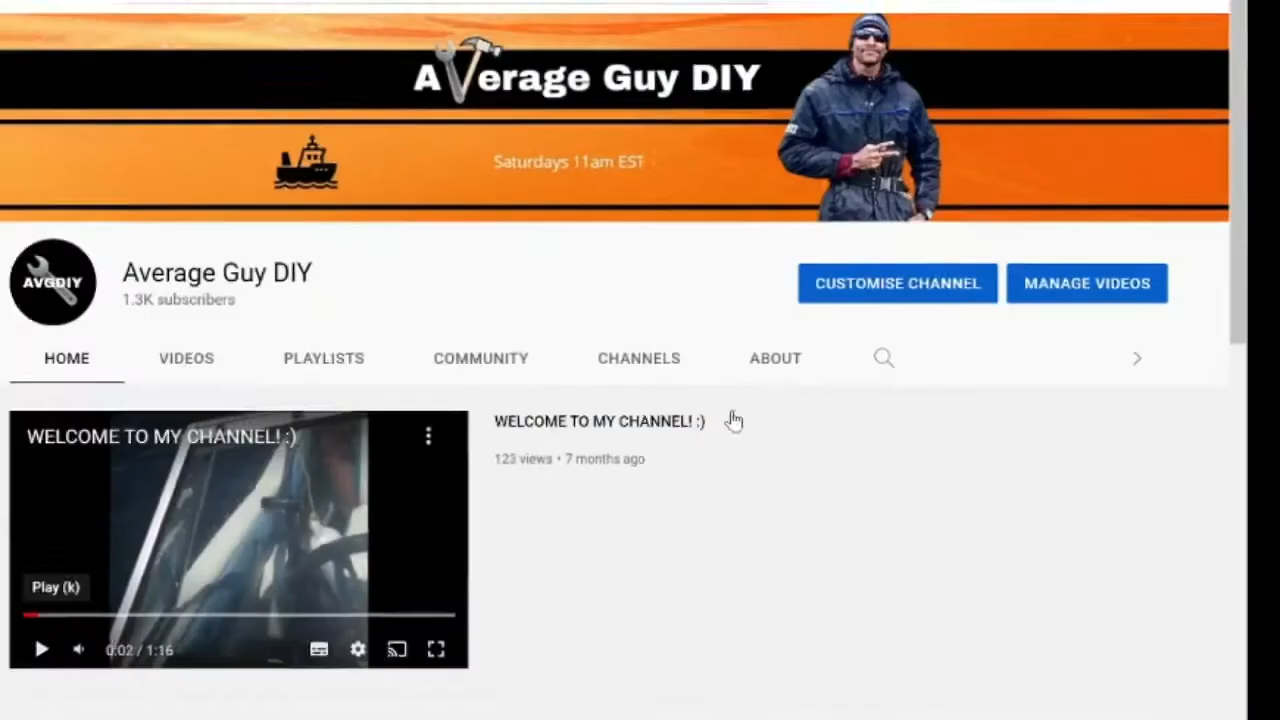 AVerage Guy DIY
Saturdays 11am EST
AVGDIY
Average Guy DIY
1.3K subscribers
CUSTOMISE CHANNEL
MANAGE VIDEOS
HOME
VIDEOS
PLAYLISTS
COMMUNITY
CHANNELS
ABOUT
WELCOME TO MY CHANNEL! :)
WELCOME TO MY CHANNEL! :)
123 views • 7 months ago
Play (k)
0:02 / 1:16